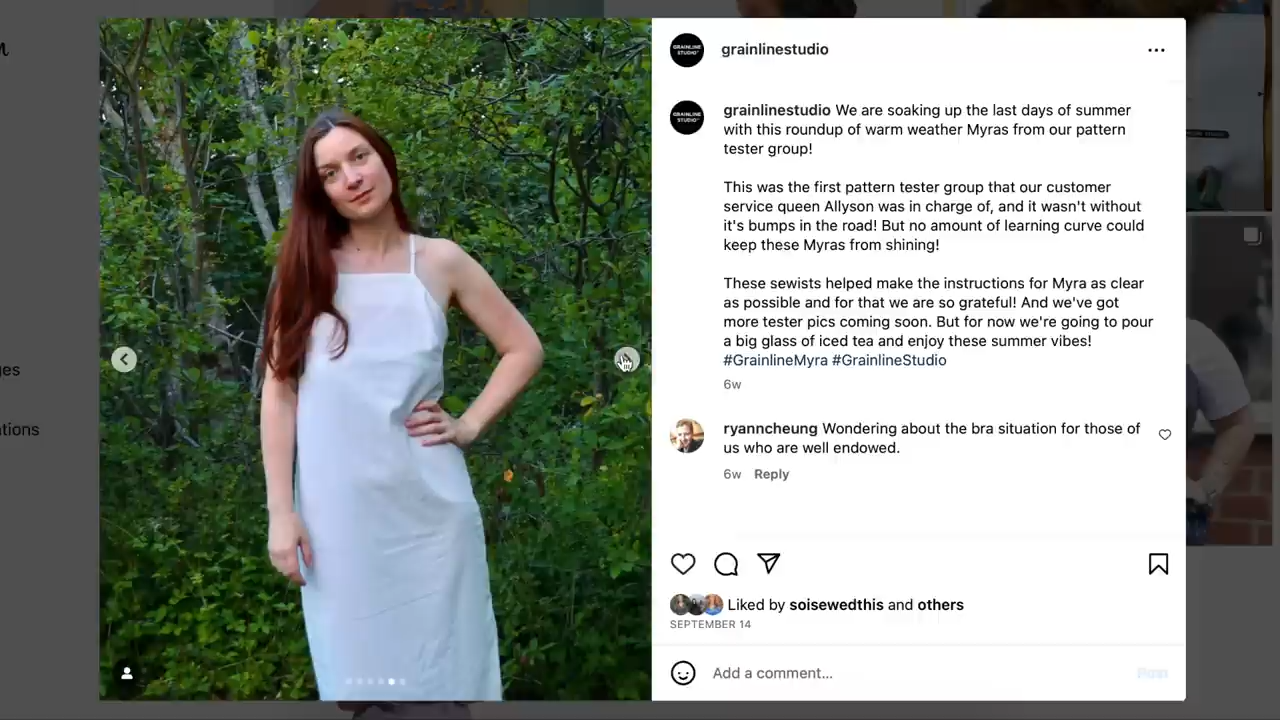 GRAINLINE
STUDIO
grainlinestudio
GRAINLINE
STUDIO
grainlinestudio We are soaking up the last days of summer
with this roundup of warm weather Myras from our pattern
tester group!
This was the first pattern tester group that our customer
service queen Allyson was in charge of, and it wasn't without
it's bumps in the road! But no amount of learning curve could
keep these Myras from shining!
These sewists helped make the instructions for Myra as clear
as possible and for that we are so grateful! And we've got
more tester pics coming soon. But for now we're going to pour
a big glass of iced tea and enjoy these summer vibes!
#GrainlineMyra #GrainlineStudio
6w
ryanncheung Wondering about the bra situation for those of
us who are well endowed.
6w Reply
Liked by soisewedthis and others
SEPTEMBER 14
Add a comment...
Post